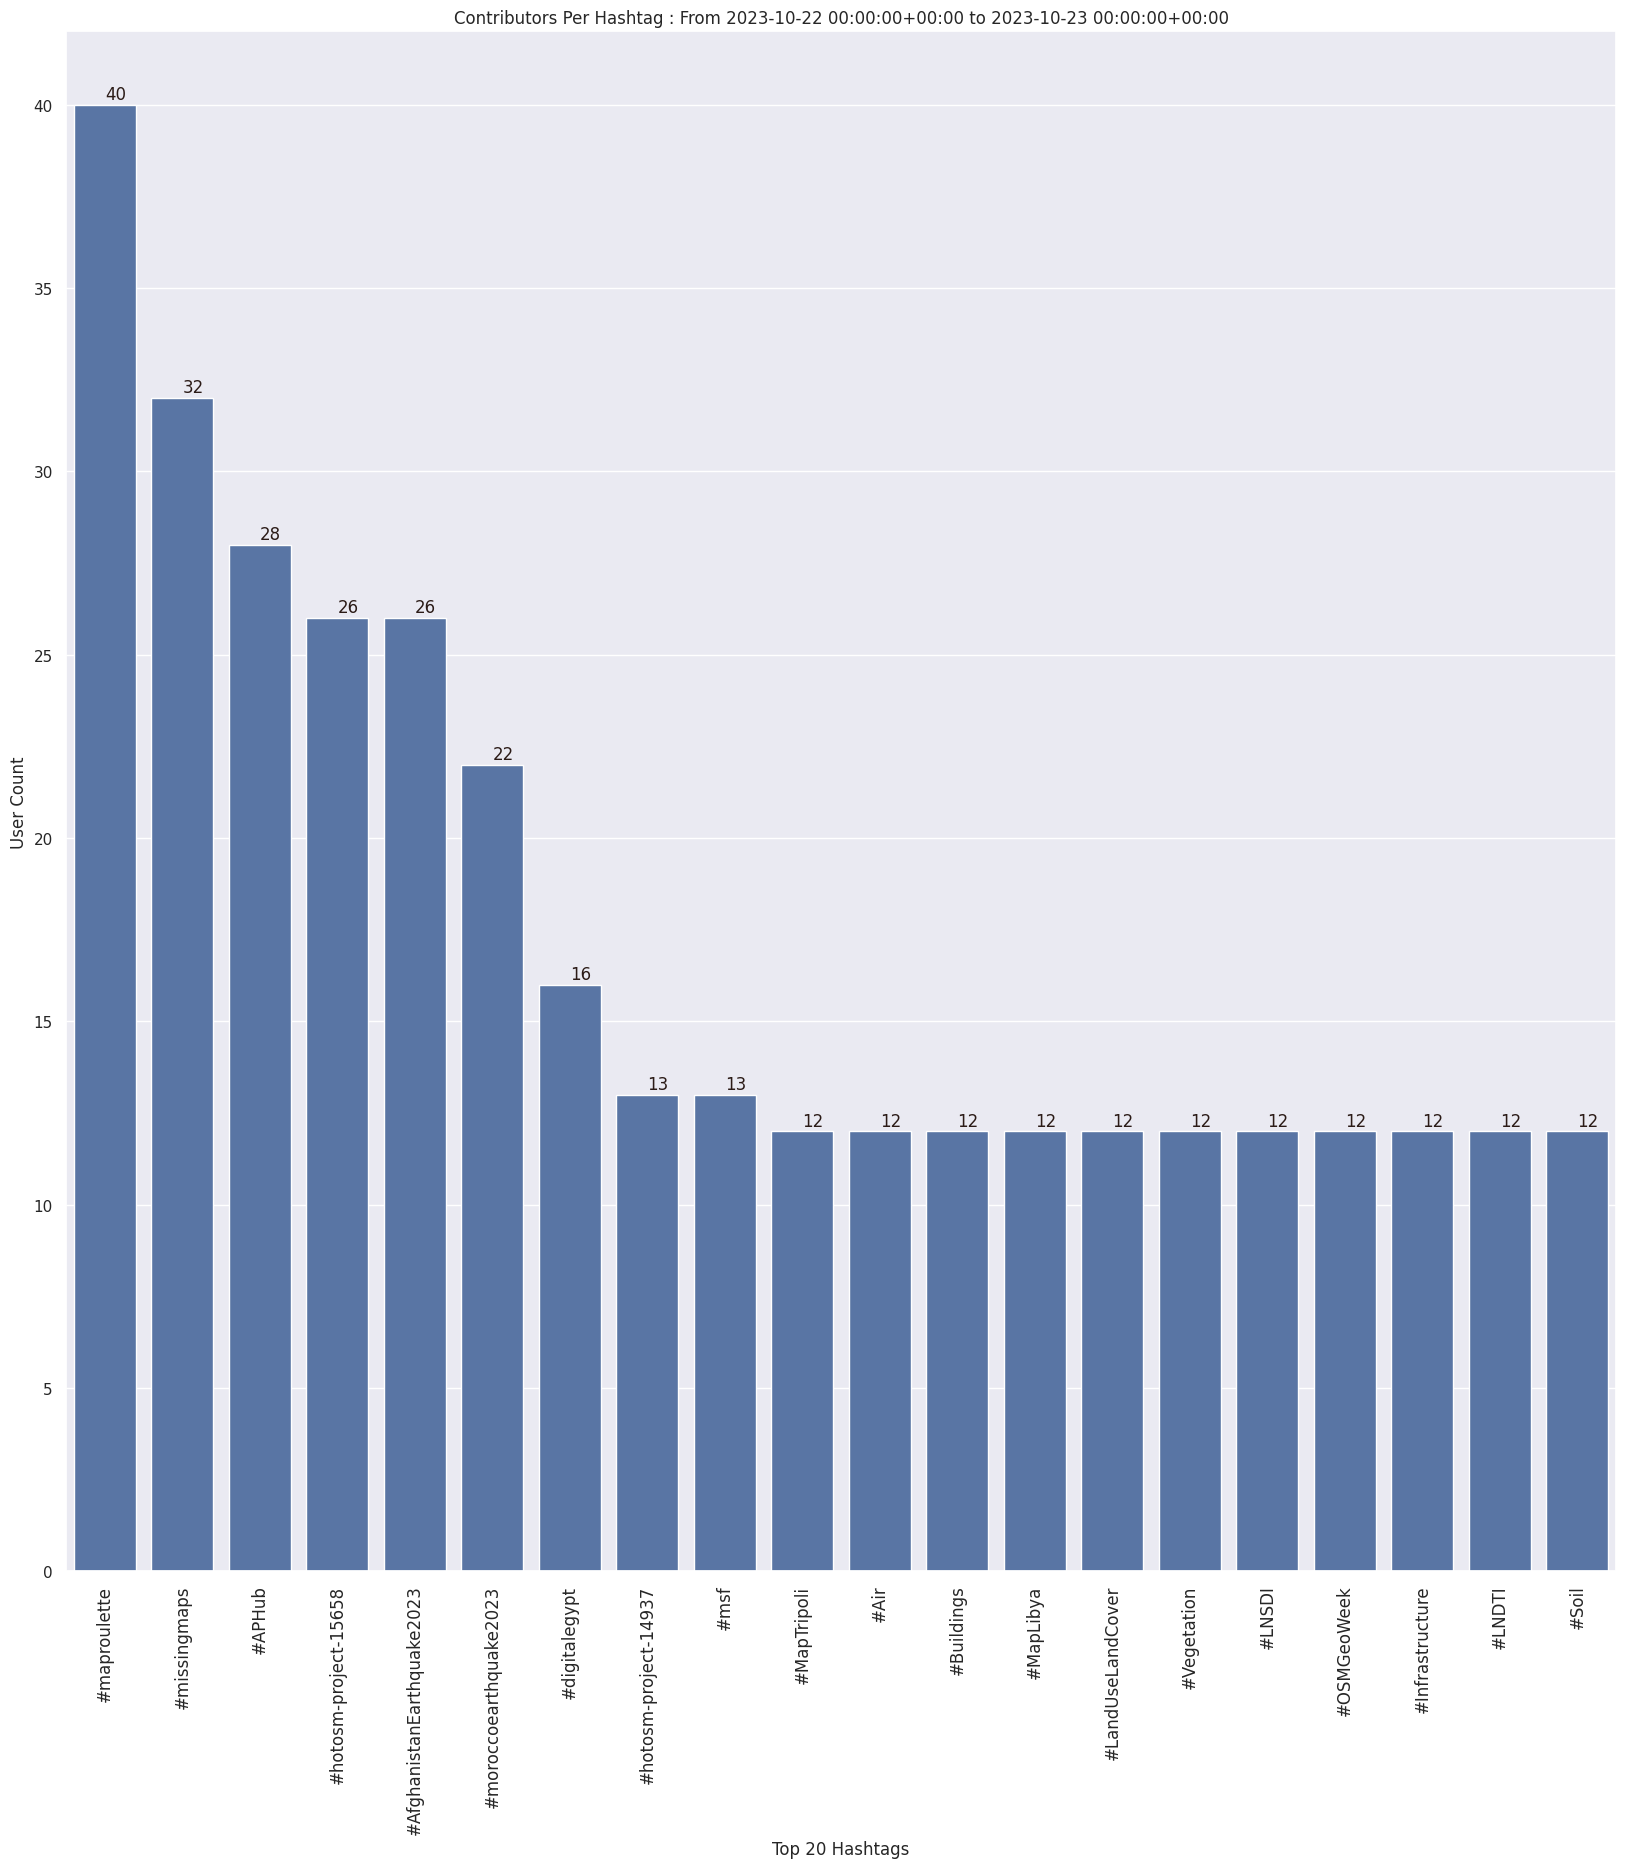 Contributors Per Hashtag : From 2023-10-22 00:00:00+00:00 to 2023-10-23 00:00:00+00:00
User Count
40
35
30
25
20
15
10
5
0
40
32
28
26
26
22
16
13
13
12
12
12
12
12
12
12
12
12
12
12
#maproulette
#missingmaps
#APHub
#hotosm-project-15658
#AfghanistanEarthquake2023
#moroccoearthquake2023
#digitalegypt
#hotosm-project-14937
#msf
#MapTripoli
#Air
#Buildings
#MapLibya
#LandUseLandCover
#Vegetation
#LNSDI
#OSMGeoWeek
#Infrastructure
#LNDTI
#Soil
Top 20 Hashtags